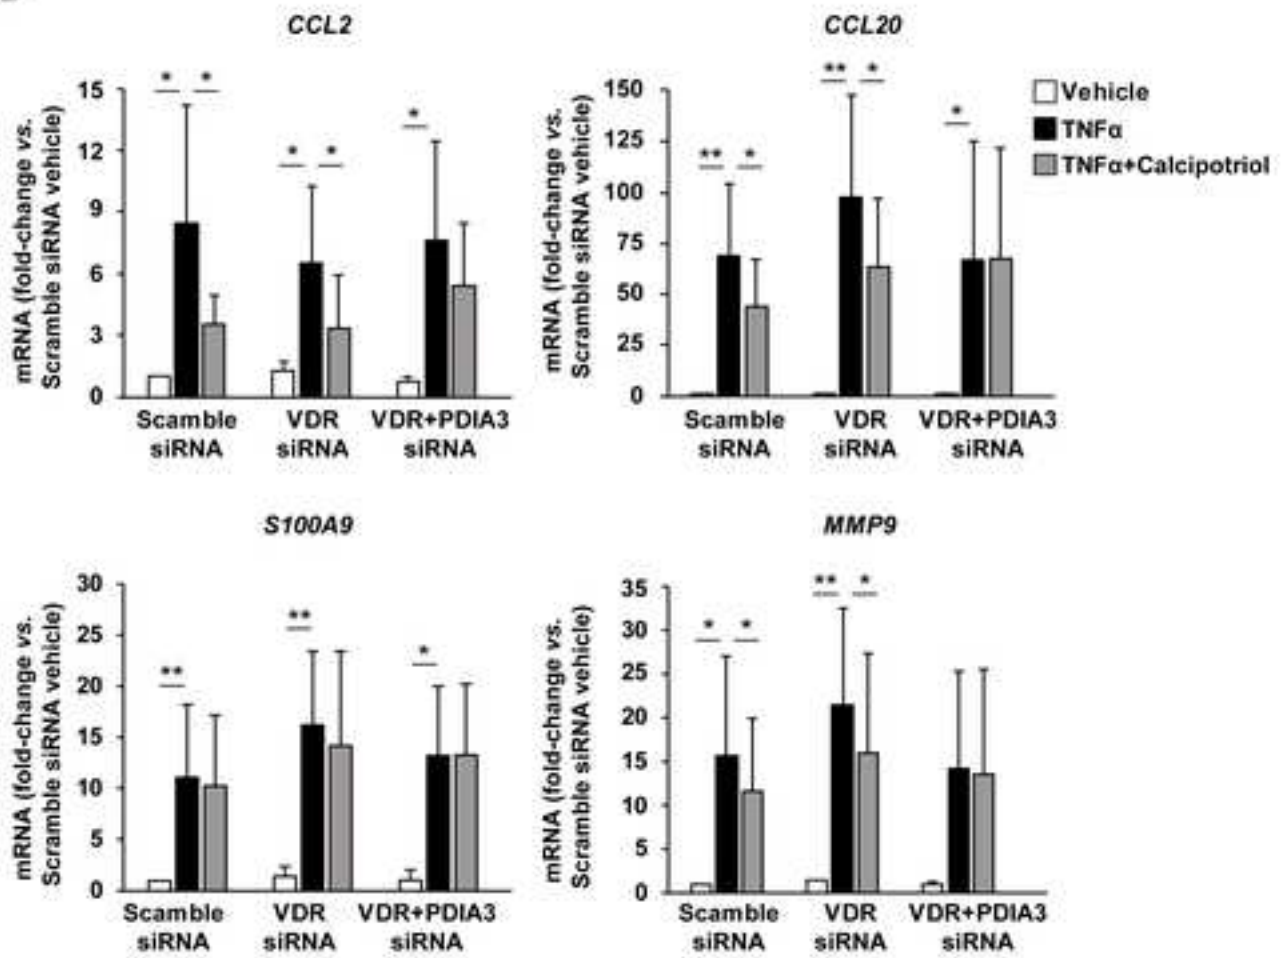 CCL2
mRNA (fold-change vs.
Scramble siRNA vehicle)
15
12
9
6
3
0
* *
* *
*
Scamble
siRNA
VDR
siRNA
VDR+PDIA3
siRNA
CCL20
mRNA (fold-change vs.
Scramble siRNA vehicle)
150
125
100
75
50
25
0
** *
** *
*
Scamble
siRNA
VDR
siRNA
VDR+PDIA3
siRNA
Vehicle
TNFα
TNFα+Calcipotriol
S100A9
mRNA (fold-change vs.
Scramble siRNA vehicle)
30
25
20
15
10
5
0
**
**
*
Scamble
siRNA
VDR
siRNA
VDR+PDIA3
siRNA
MMP9
mRNA (fold-change vs.
Scramble siRNA vehicle)
35
30
25
20
15
10
5
0
* *
** *
Scamble
siRNA
VDR
siRNA
VDR+PDIA3
siRNA